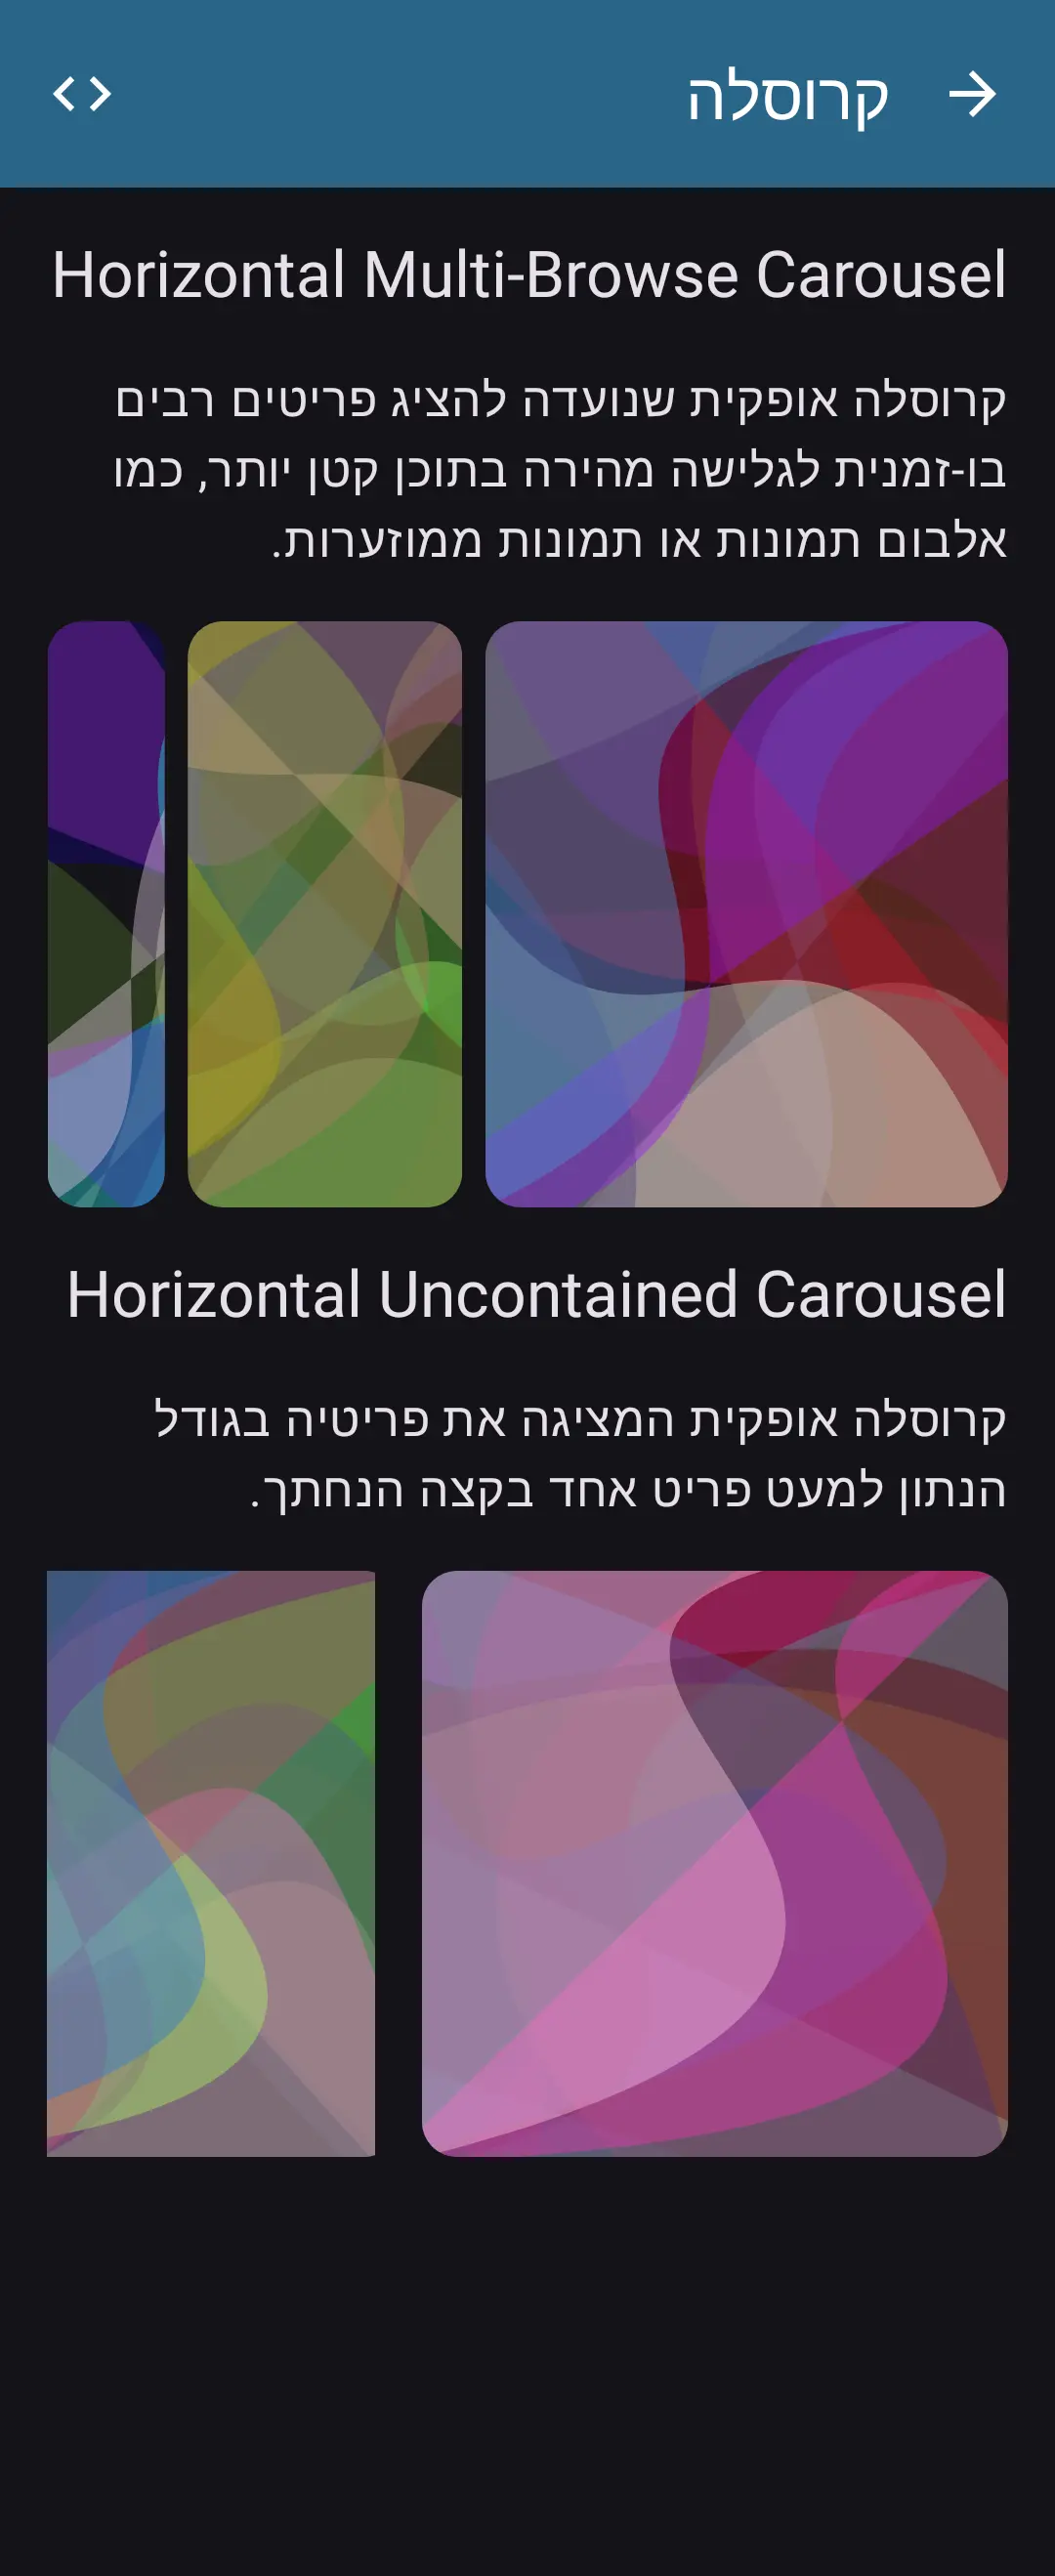 קרוסלה
Horizontal Multi-Browse Carousel
קרוסלה אופקית שנועדה להציג פריטים רבים
בו-זמנית לגלישה מהירה בתוכן קטן יותר, כמו
אלבום תמונות או תמונות ממוזערות.
Horizontal Uncontained Carousel
קרוסלה אופקית המציגה את פריטיה בגודל
הנתון למעט פריט אחד בקצה הנחתך.